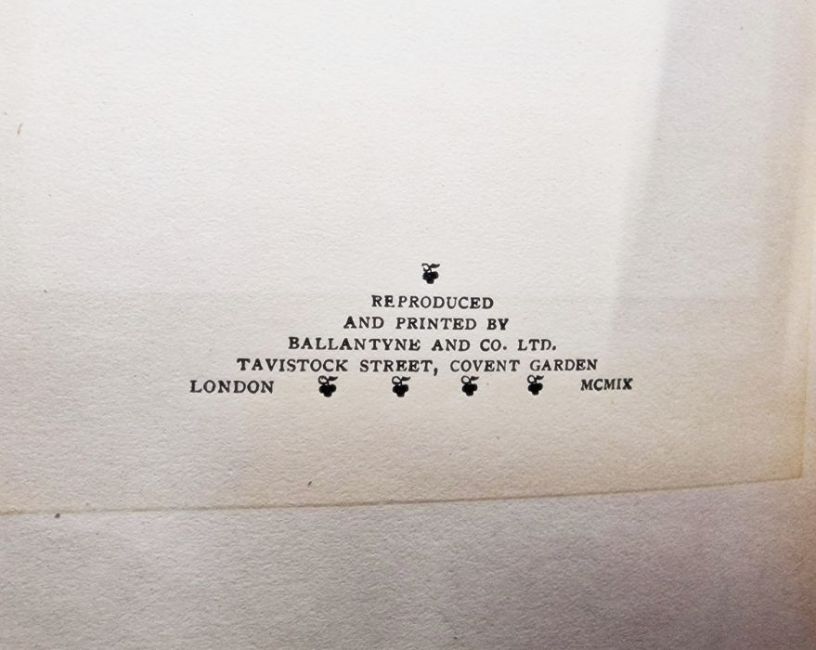 REPRODUCED
AND PRINTED BY
BALLANTYNE AND CO. LTD.
TAVISTOCK STREET, COVENT GARDEN
LONDON MCMIX